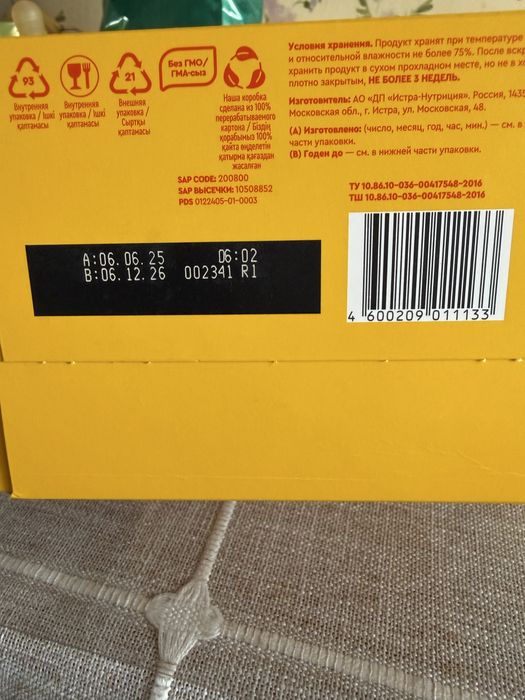 93
21
Без ГМО/
ГМА-сыз
Внутренняя
упаковка / Ішкі
қаптамасы
Внутренняя
упаковка / Ішкі
қаптамасы
Внешняя
упаковка /
Сыртқы
қаптамасы
Наша коробка
сделана из 100%
перерабатываемого
картона / Біздің
қорабымыз 100%
қайта өңделетін
қатырма қағаздан
жасалған
Условия хранения. Продукт хранят при температуре
и относительной влажности не более 75%. После вскр
хранить продукт в сухом прохладном месте, но не в хо
плотно закрытым, НЕ БОЛЕЕ 3 НЕДЕЛЬ.
Изготовитель: АО «ДП «Истра-Нутриция», Россия, 1435
Московская обл., г. Истра, ул. Московская, 48.
(А) Изготовлено: (число, месяц, год, час, мин.) — см. в
части упаковки.
(В) Годен до — см. в нижней части упаковки.
SAP CODE: 200800
SAP ВЫСЕЧКИ: 10508852
PDS 0122405-01-0003
ТУ 10.86.10-036-00417548-2016
ТШ 10.86.10-036-00417548-2016
A:06.06.25 06:02
B:06.12.26 002341 R1
4 600209 011133